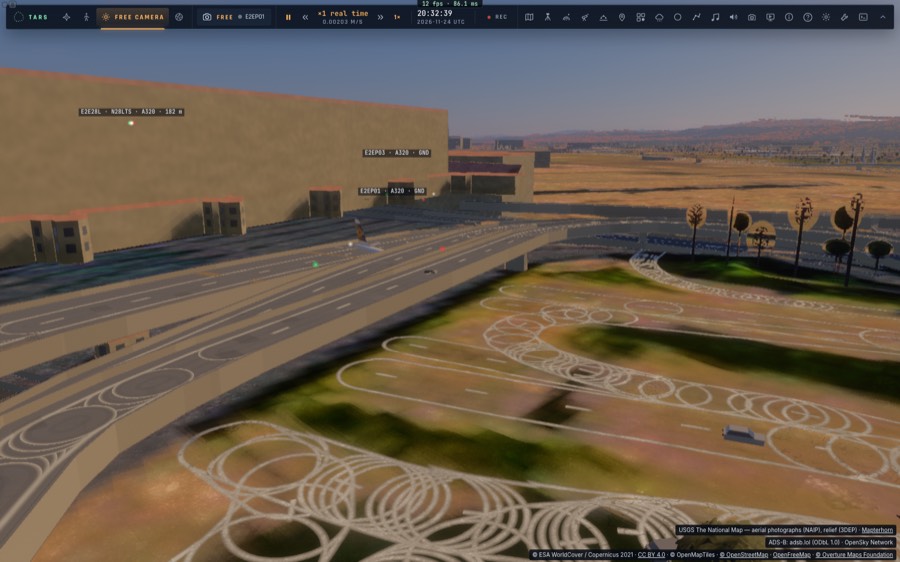 12 fps · 86.1 ms
TARS
FREE CAMERA
FREE E2EP01
×1 real time
0.00203 M/S
1×
20:32:39
2026-11-24 UTC
REC
E2E28L · N28LTS · A320 · 182 m
E2EP03 · A320 · GND
E2EP01 · A320 · GND
USGS The National Map — aerial photographs (NAIP), relief (3DEP) · Masterhorn
ADS-B: adsb.lol (ODbL 1.0) · OpenSky Network
© ESA WorldCover / Copernicus 2021 · CC BY 4.0 · © OpenMapTiles · © OpenStreetMap · OpenFreeMap · © Overture Maps Foundation